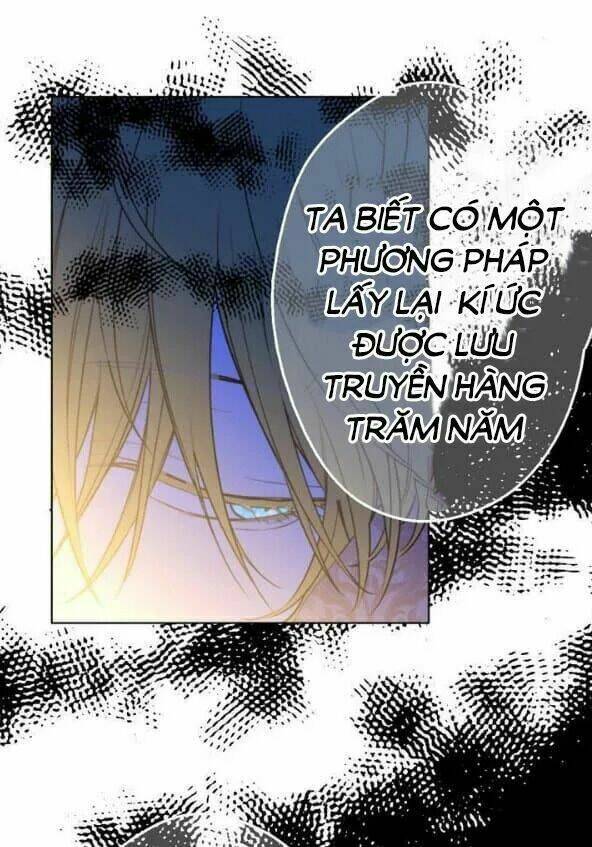 TA BIẾT CÓ MỘT
PHƯƠNG PHÁP
LẤY LẠI KÍ ỨC
ĐƯỢC LƯU
TRUYỀN HÀNG
TRĂM NĂM